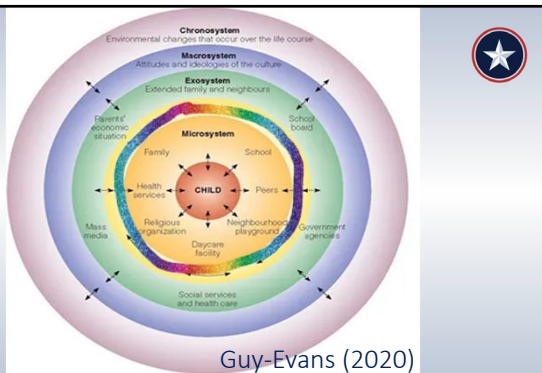 Chronosystem
Environmental changes that occur over the life course
Macrosystem
Attitudes and ideologies of the culture
Exosystem
Extended family and neighbours
Parents'
economic
situation
School
board
Microsystem
Family
School
Health
services
CHILD
Peers
Religious
organization
Neighbourhood
playground
Daycare
facility
Mass
media
Government
agencies
Social services
and health care
Guy-Evans (2020)